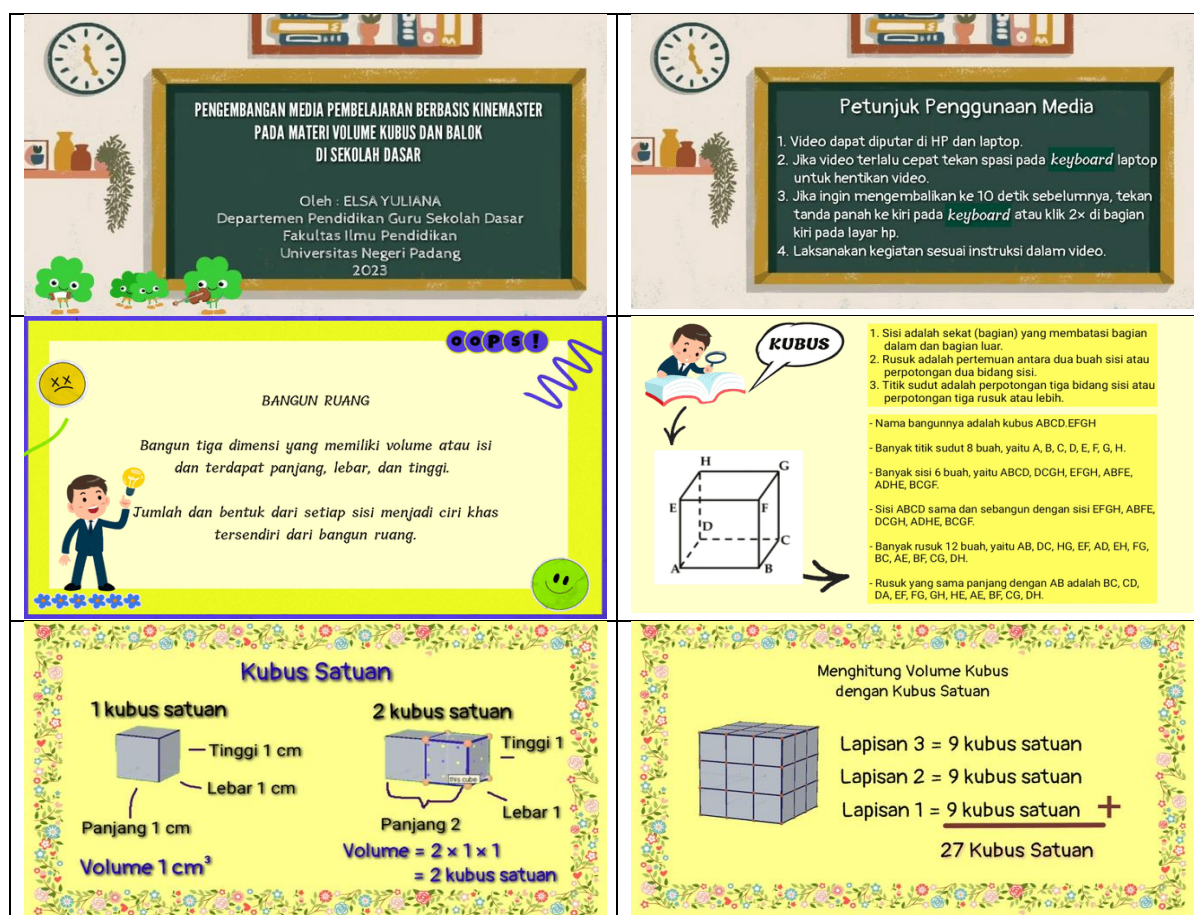 PENGEMBANGAN MEDIA PEMBELAJARAN BERBASIS KINEMASTER
PADA MATERI VOLUME KUBUS DAN BALOK
DI SEKOLAH DASAR
Oleh : ELSA YULIANA
Departemen Pendidikan Guru Sekolah Dasar
Fakultas Ilmu Pendidikan
Universitas Negeri Padang
2023
Petunjuk Penggunaan Media
1. Video dapat diputar di HP dan laptop.
2. Jika video terlalu cepat tekan spasi pada keyboard laptop
untuk hentikan video.
3. Jika ingin mengembalikan ke 10 detik sebelumnya, tekan
tanda panah ke kiri pada keyboard atau klik 2× di bagian
kiri pada layar hp.
4. Laksanakan kegiatan sesuai instruksi dalam video.
OOPS!
BANGUN RUANG
Bangun tiga dimensi yang memiliki volume atau isi
dan terdapat panjang, lebar, dan tinggi.
Jumlah dan bentuk dari setiap sisi menjadi ciri khas
tersendiri dari bangun ruang.
KUBUS
1. Sisi adalah sekat (bagian) yang membatasi bagian
dalam dan bagian luar.
2. Rusuk adalah pertemuan antara dua buah sisi atau
perpotongan dua bidang sisi.
3. Titik sudut adalah perpotongan tiga bidang sisi atau
perpotongan tiga rusuk atau lebih.
H G
E F
D C
A B
- Nama bangunnya adalah kubus ABCD.EFGH
- Banyak titik sudut 8 buah, yaitu A, B, C, D, E, F, G, H.
- Banyak sisi 6 buah, yaitu ABCD, DCGH, EFGH, ABFE,
ADHE, BCGF.
- Sisi ABCD sama dan sebangun dengan sisi EFGH, ABFE,
DCGH, ADHE, BCGF.
- Banyak rusuk 12 buah, yaitu AB, DC, HG, EF, AD, EH, FG,
BC, AE, BF, CG, DH.
- Rusuk yang sama panjang dengan AB adalah BC, CD,
DA, EF, FG, GH, HE, AE, BF, CG, DH.
Kubus Satuan
1 kubus satuan
Tinggi 1 cm
Lebar 1 cm
Panjang 1 cm
Volume 1 cm³
2 kubus satuan
Tinggi 1
this cube
Lebar 1
Panjang 2
Volume = 2 × 1 × 1
= 2 kubus satuan
Menghitung Volume Kubus
dengan Kubus Satuan
Lapisan 3 = 9 kubus satuan
Lapisan 2 = 9 kubus satuan
Lapisan 1 = 9 kubus satuan +
27 Kubus Satuan